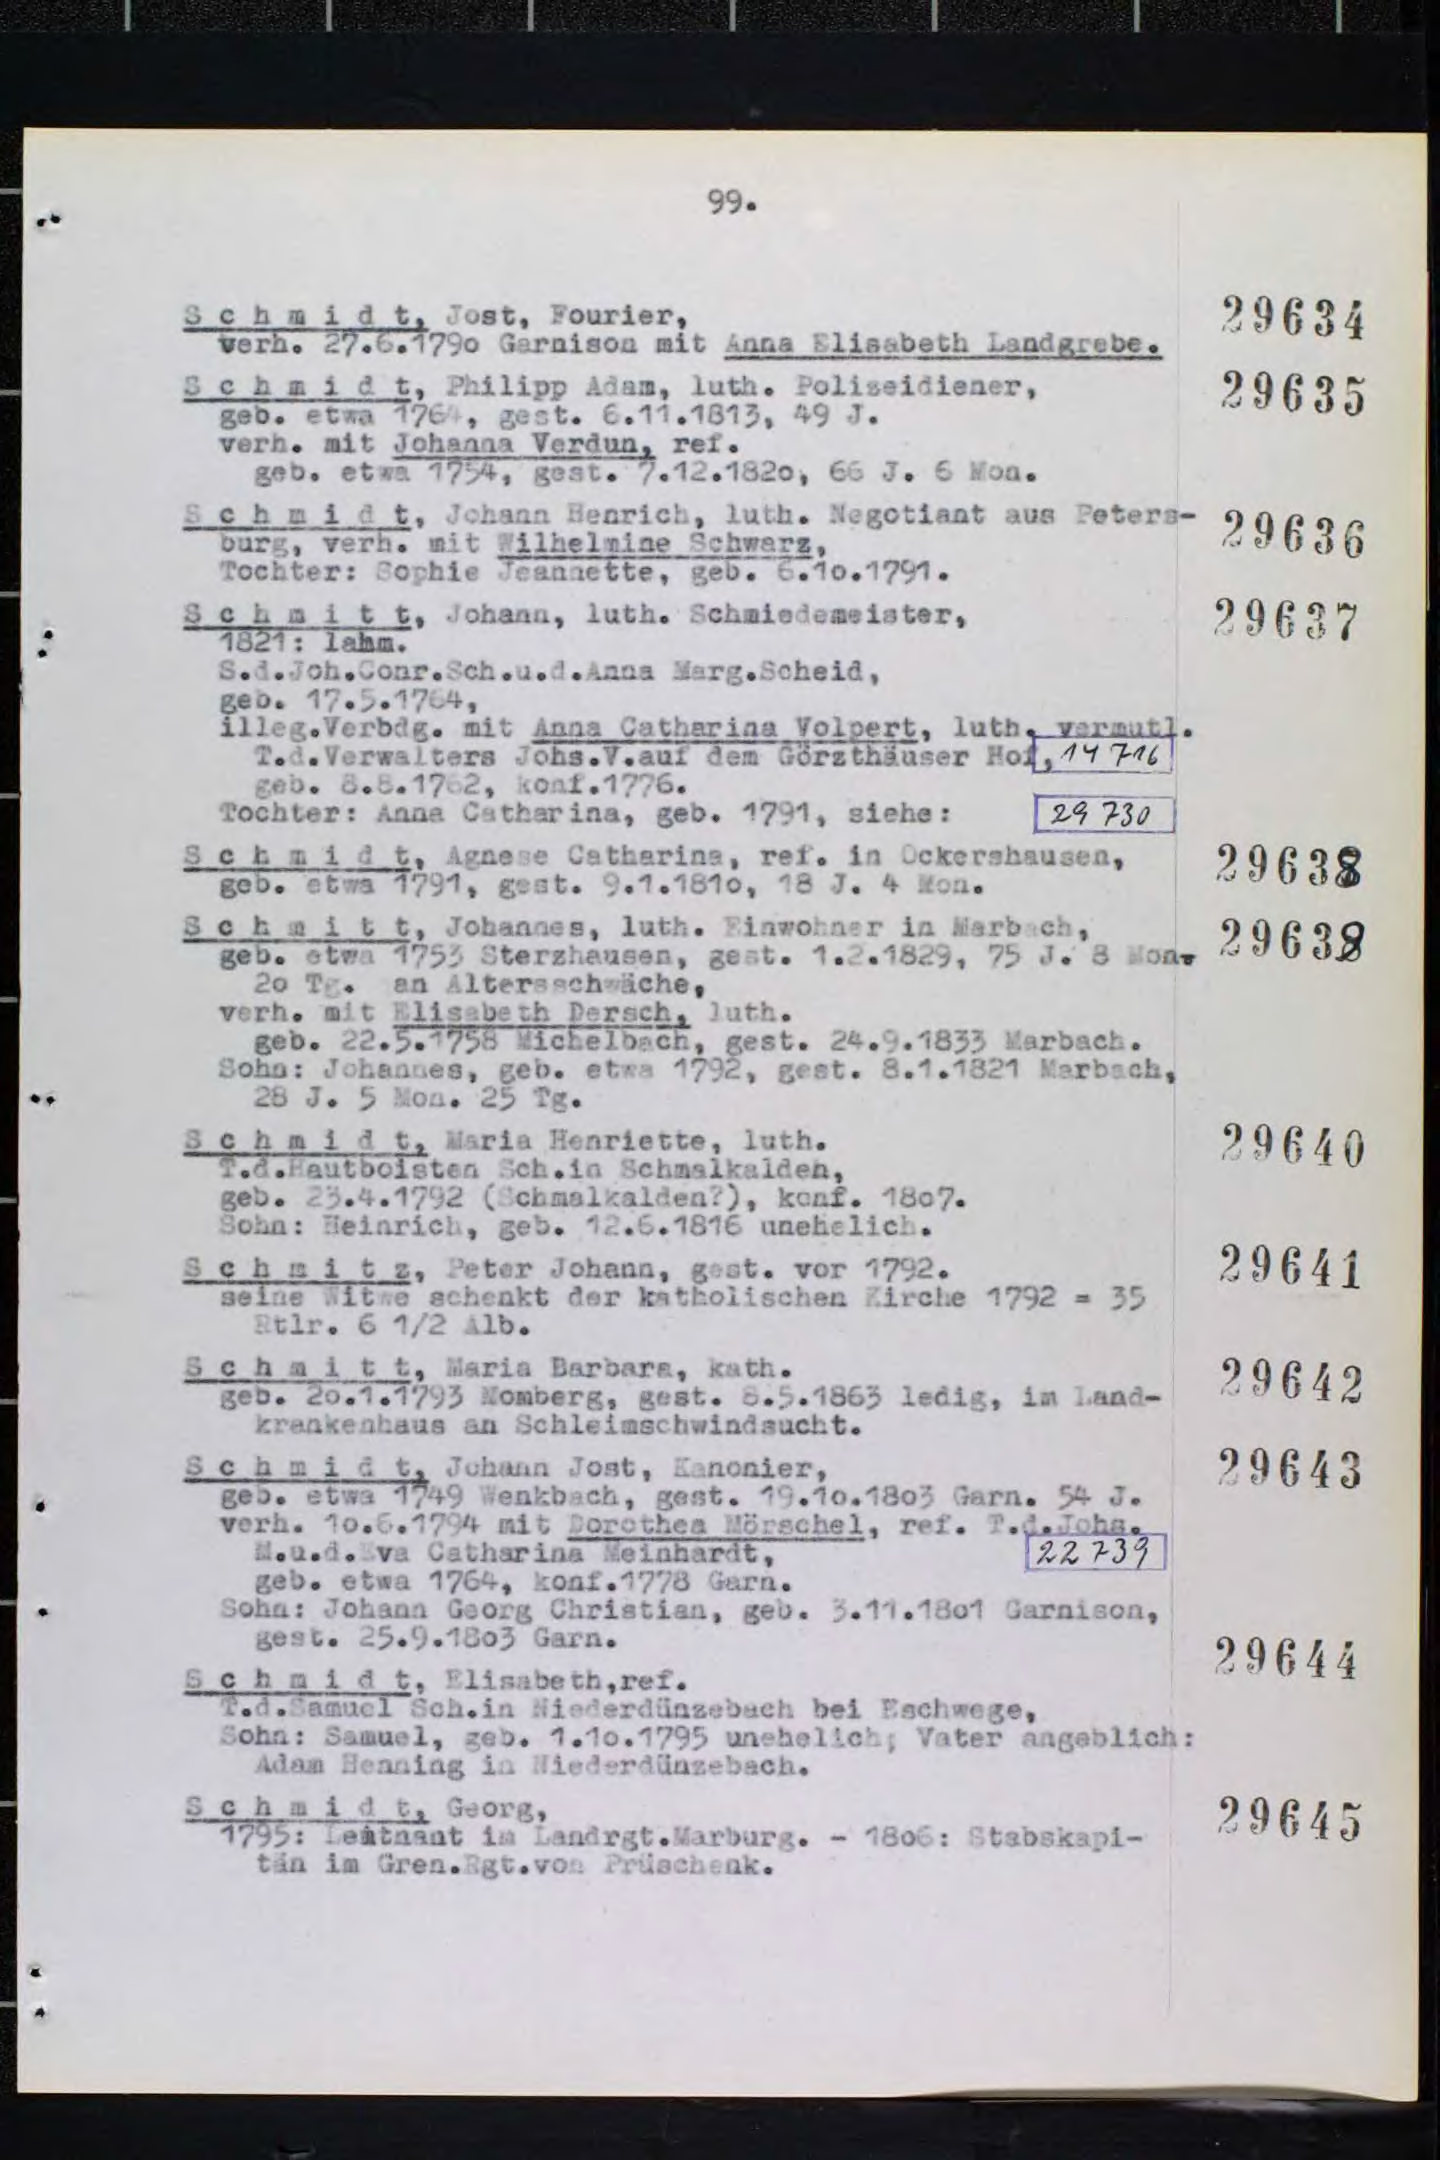 99.
S c h m i d t, Jost, Fourier, 29634
verh. 27.6.179o Garnison mit Anna Elisabeth Landgrebe.
S c h m i d t, Philipp Adam, luth. Polizeidiener, 29635
geb. etwa 1764, gest. 6.11.1813, 49 J.
verh. mit Johanna Verdun, ref.
geb. etwa 1754, gest. 7.12.182o, 66 J. 6 Mon.
S c h m i d t, Johann Henrich, luth. Negotiant aus Peters- 29636
burg, verh. mit Wilhelmine Schwarz,
Tochter: Sophie Jeannette, geb. 6.1o.1791.
S c h m i t t, Johann, luth. Schmiedemeister, 29637
1821: lahm.
S.d.Joh.Conr.Sch.u.d.Anna Marg.Scheid,
geb. 17.5.1764,
illeg.Verbdg. mit Anna Catharina Volpert, luth. vermutl.
T.d.Verwalters Johs.V.auf dem Görzthäuser Hof, 14 716
geb. 8.8.1762, konf.1776.
Tochter: Anna Catharina, geb. 1791, siehe: 29 730
S c h m i d t, Agnese Catharina, ref. in Ockershausen, 29638
geb. etwa 1791, gest. 9.1.181o, 18 J. 4 Mon.
S c h m i t t, Johannes, luth. Einwohner in Marbach,
geb. etwa 1753 Sterzhausen, gest. 1.2.1829, 75 J. 8 Mon.
2o Tg. an Altersschwäche,
verh. mit Elisabeth Dersch, luth.
geb. 22.5.1758 Michelbach, gest. 24.9.1833 Marbach.
Sohn: Johannes, geb. etwa 1792, gest. 8.1.1821 Marbach,
28 J. 5 Mon. 25 Tg.
S c h m i d t, Maria Henriette, luth. 29640
T.d.Hautboisten Sch.in Schmalkalden,
geb. 23.4.1792 (Schmalkalden?), konf. 18o7.
Sohn: Heinrich, geb. 12.6.1816 unehelich.
S c h m i t z, Peter Johann, gest. vor 1792. 29641
seine Witwe schenkt der katholischen Kirche 1792 = 35
Rtlr. 6 1/2 Alb.
S c h m i t t, Maria Barbara, kath. 29642
geb. 2o.1.1793 Momberg, gest. 8.5.1863 ledig, im Land-
krankenhaus an Schleimschwindsucht.
S c h m i d t, Johann Jost, Kanonier, 29643
geb. etwa 1749 Wenkbach, gest. 19.1o.18o3 Garn. 54 J.
verh. 1o.6.1794 mit Dorothea Mörschel, ref. T.d.Johs.
M.u.d.Eva Catharina Meinhardt, 22 739
geb. etwa 1764, konf.1778 Garn.
Sohn: Johann Georg Christian, geb. 3.11.18o1 Garnison,
gest. 25.9.18o3 Garn.
S c h m i d t, Elisabeth,ref. 29644
T.d.Samuel Sch.in Niederdünzebach bei Eschwege,
Sohn: Samuel, geb. 1.1o.1795 unehelich; Vater angeblich:
Adam Henning in Niederdünzebach.
S c h m i d t, Georg, 29645
1795: Leutnant im Landrgt.Marburg. - 18o6: Stabskapi-
tän im Gren.Rgt.von Prüschenk.